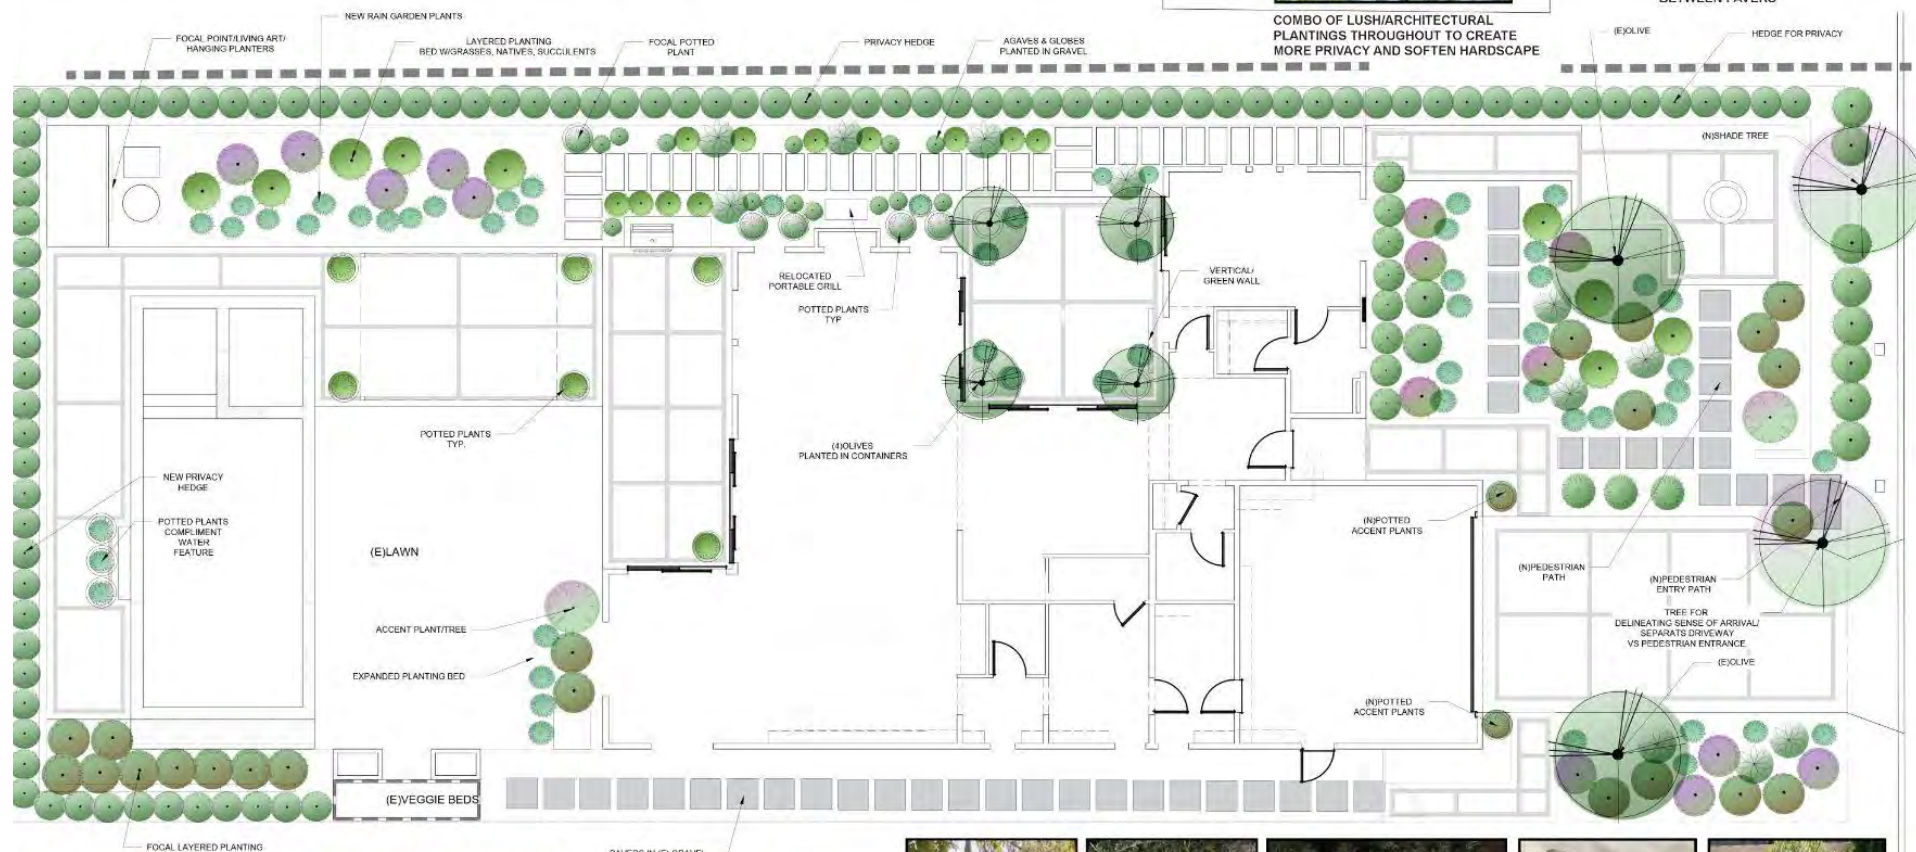 BETWEEN PAVERS
NEW RAIN GARDEN PLANTS
COMBO OF LUSH/ARCHITECTURAL
PLANTINGS THROUGHOUT TO CREATE
MORE PRIVACY AND SOFTEN HARDSCAPE
FOCAL POINT/LIVING ART/
HANGING PLANTERS
LAYERED PLANTING
BED W/GRASSES, NATIVES, SUCCULENTS
FOCAL POTTED
PLANT
PRIVACY HEDGE
AGAVES & GLOBES
PLANTED IN GRAVEL
(E)OLIVE
HEDGE FOR PRIVACY
(N)SHADE TREE
RELOCATED
PORTABLE GRILL
VERTICAL/
GREEN WALL
POTTED PLANTS
TYP
POTTED PLANTS
TYP.
(4)OLIVES
PLANTED IN CONTAINERS
NEW PRIVACY
HEDGE
POTTED PLANTS
COMPLIMENT
WATER
FEATURE
(E)LAWN
(N)POTTED
ACCENT PLANTS
(N)PEDESTRIAN
PATH
(N)PEDESTRIAN
ENTRY PATH
TREE FOR
DELINEATING SENSE OF ARRIVAL/
SEPARATS DRIVEWAY
VS PEDESTRIAN ENTRANCE
(E)OLIVE
ACCENT PLANT/TREE
EXPANDED PLANTING BED
(N)POTTED
ACCENT PLANTS
(E)VEGGIE BEDS
FOCAL LAYERED PLANTING
PAVERS IN (E) GRAVEL